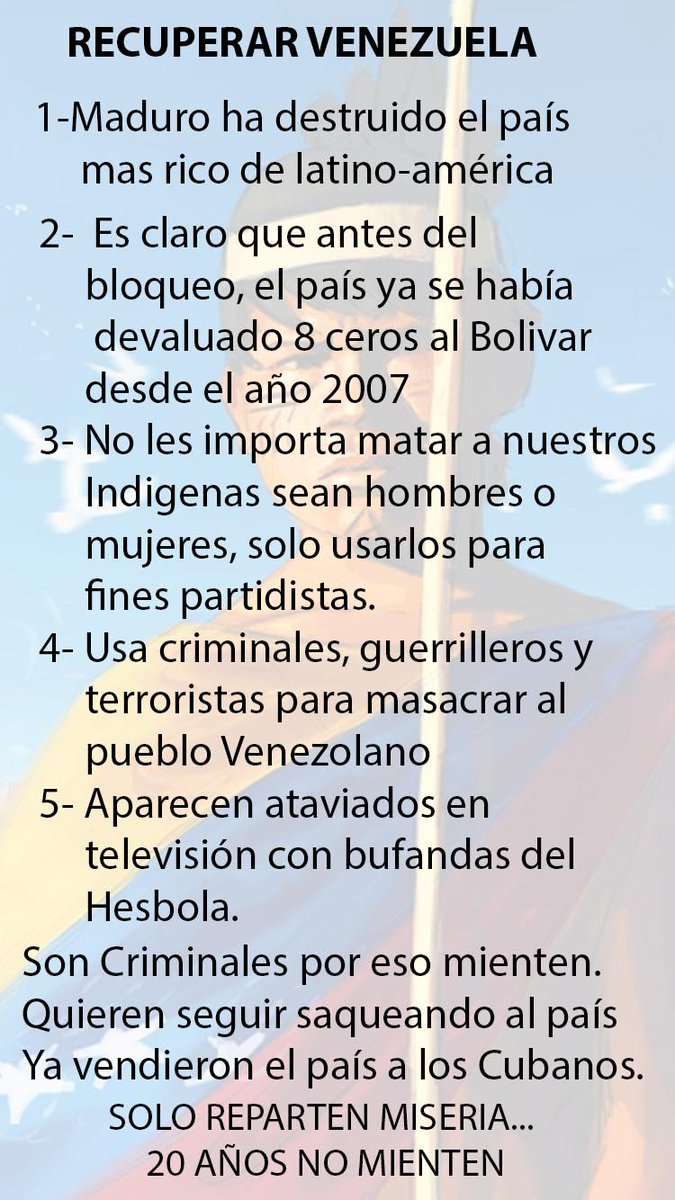 RECUPERAR VENEZUELA
1-Maduro ha destruido el país
mas rico de latino-américa
2- Es claro que antes del
bloqueo, el país ya se había
devaluado 8 ceros al Bolivar
desde el año 2007
3- No les importa matar a nuestros
Indigenas sean hombres o
mujeres, solo usarlos para
fines partidistas.
4- Usa criminales, guerrilleros y
terroristas para masacrar al
pueblo Venezolano
5- Aparecen ataviados en
televisión con bufandas del
Hesbola.
Son Criminales por eso mienten.
Quieren seguir saqueando al país
Ya vendieron el país a los Cubanos.
SOLO REPARTEN MISERIA...
20 AÑOS NO MIENTEN